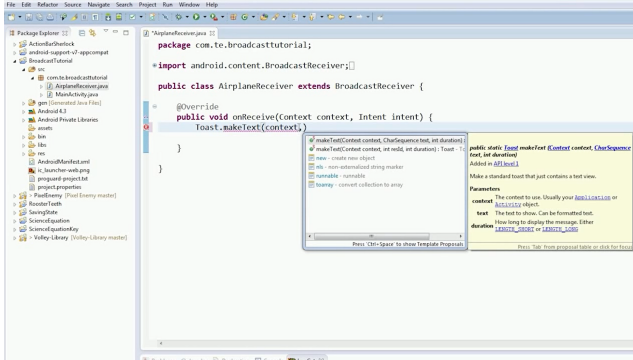 File Edit Refactor Source Navigate Search Project Run Window Help
Package Explorer
ActionBarSherlock
android-support-v7-appcompat
BroadcastTutorial
src
com.te.broadcasttutorial
AirplaneReceiver.java
MainActivity.java
gen [Generated Java Files]
Android 4.3
Android Private Libraries
assets
bin
libs
res
AndroidManifest.xml
ic_launcher-web.png
proguard-project.txt
project.properties
> PixelEnemy [Pixel Enemy master]
RoosterTeeth
SavingState
ScienceEquation
ScienceEquationKey
> Volley-Library [Volley-Library master]
*AirplaneReceiver.java
package com.te.broadcasttutorial;
import android.content.BroadcastReceiver;
public class AirplaneReceiver extends BroadcastReceiver {
@Override
public void onReceive(Context context, Intent intent) {
Toast.makeText(context,)
}
}
makeText(Context context, CharSequence text, int duration)
makeText(Context context, int resId, int duration) : Toast - To
new - create new object
nls - non-externalized string marker
runnable - runnable
toarray - convert collection to array
Press 'Ctrl+Space' to show Template Proposals
public static Toast makeText (Context context, CharSequence
text, int duration)
Added in API level 1
Make a standard toast that just contains a text view.
Parameters
context The context to use. Usually your Application or
Activity object.
text The text to show. Can be formatted text.
duration How long to display the message. Either
LENGTH_SHORT or LENGTH_LONG
Press 'Tab' from proposal table or click for focus